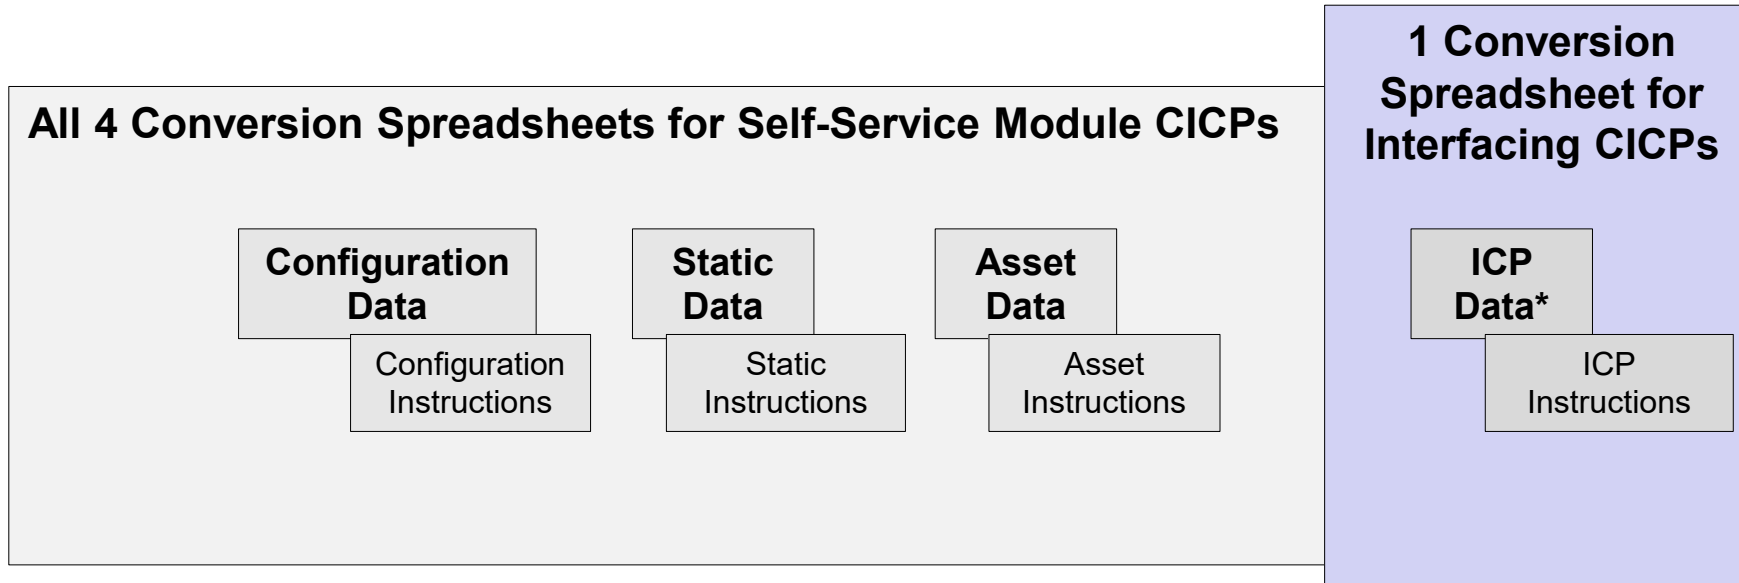 All 4 Conversion Spreadsheets for Self-Service Module CICPs
1 Conversion
Spreadsheet for
Interfacing CICPs
Configuration
Data
Configuration
Instructions
Static
Data
Static
Instructions
Asset
Data
Asset
Instructions
ICP
Data*
ICP
Instructions